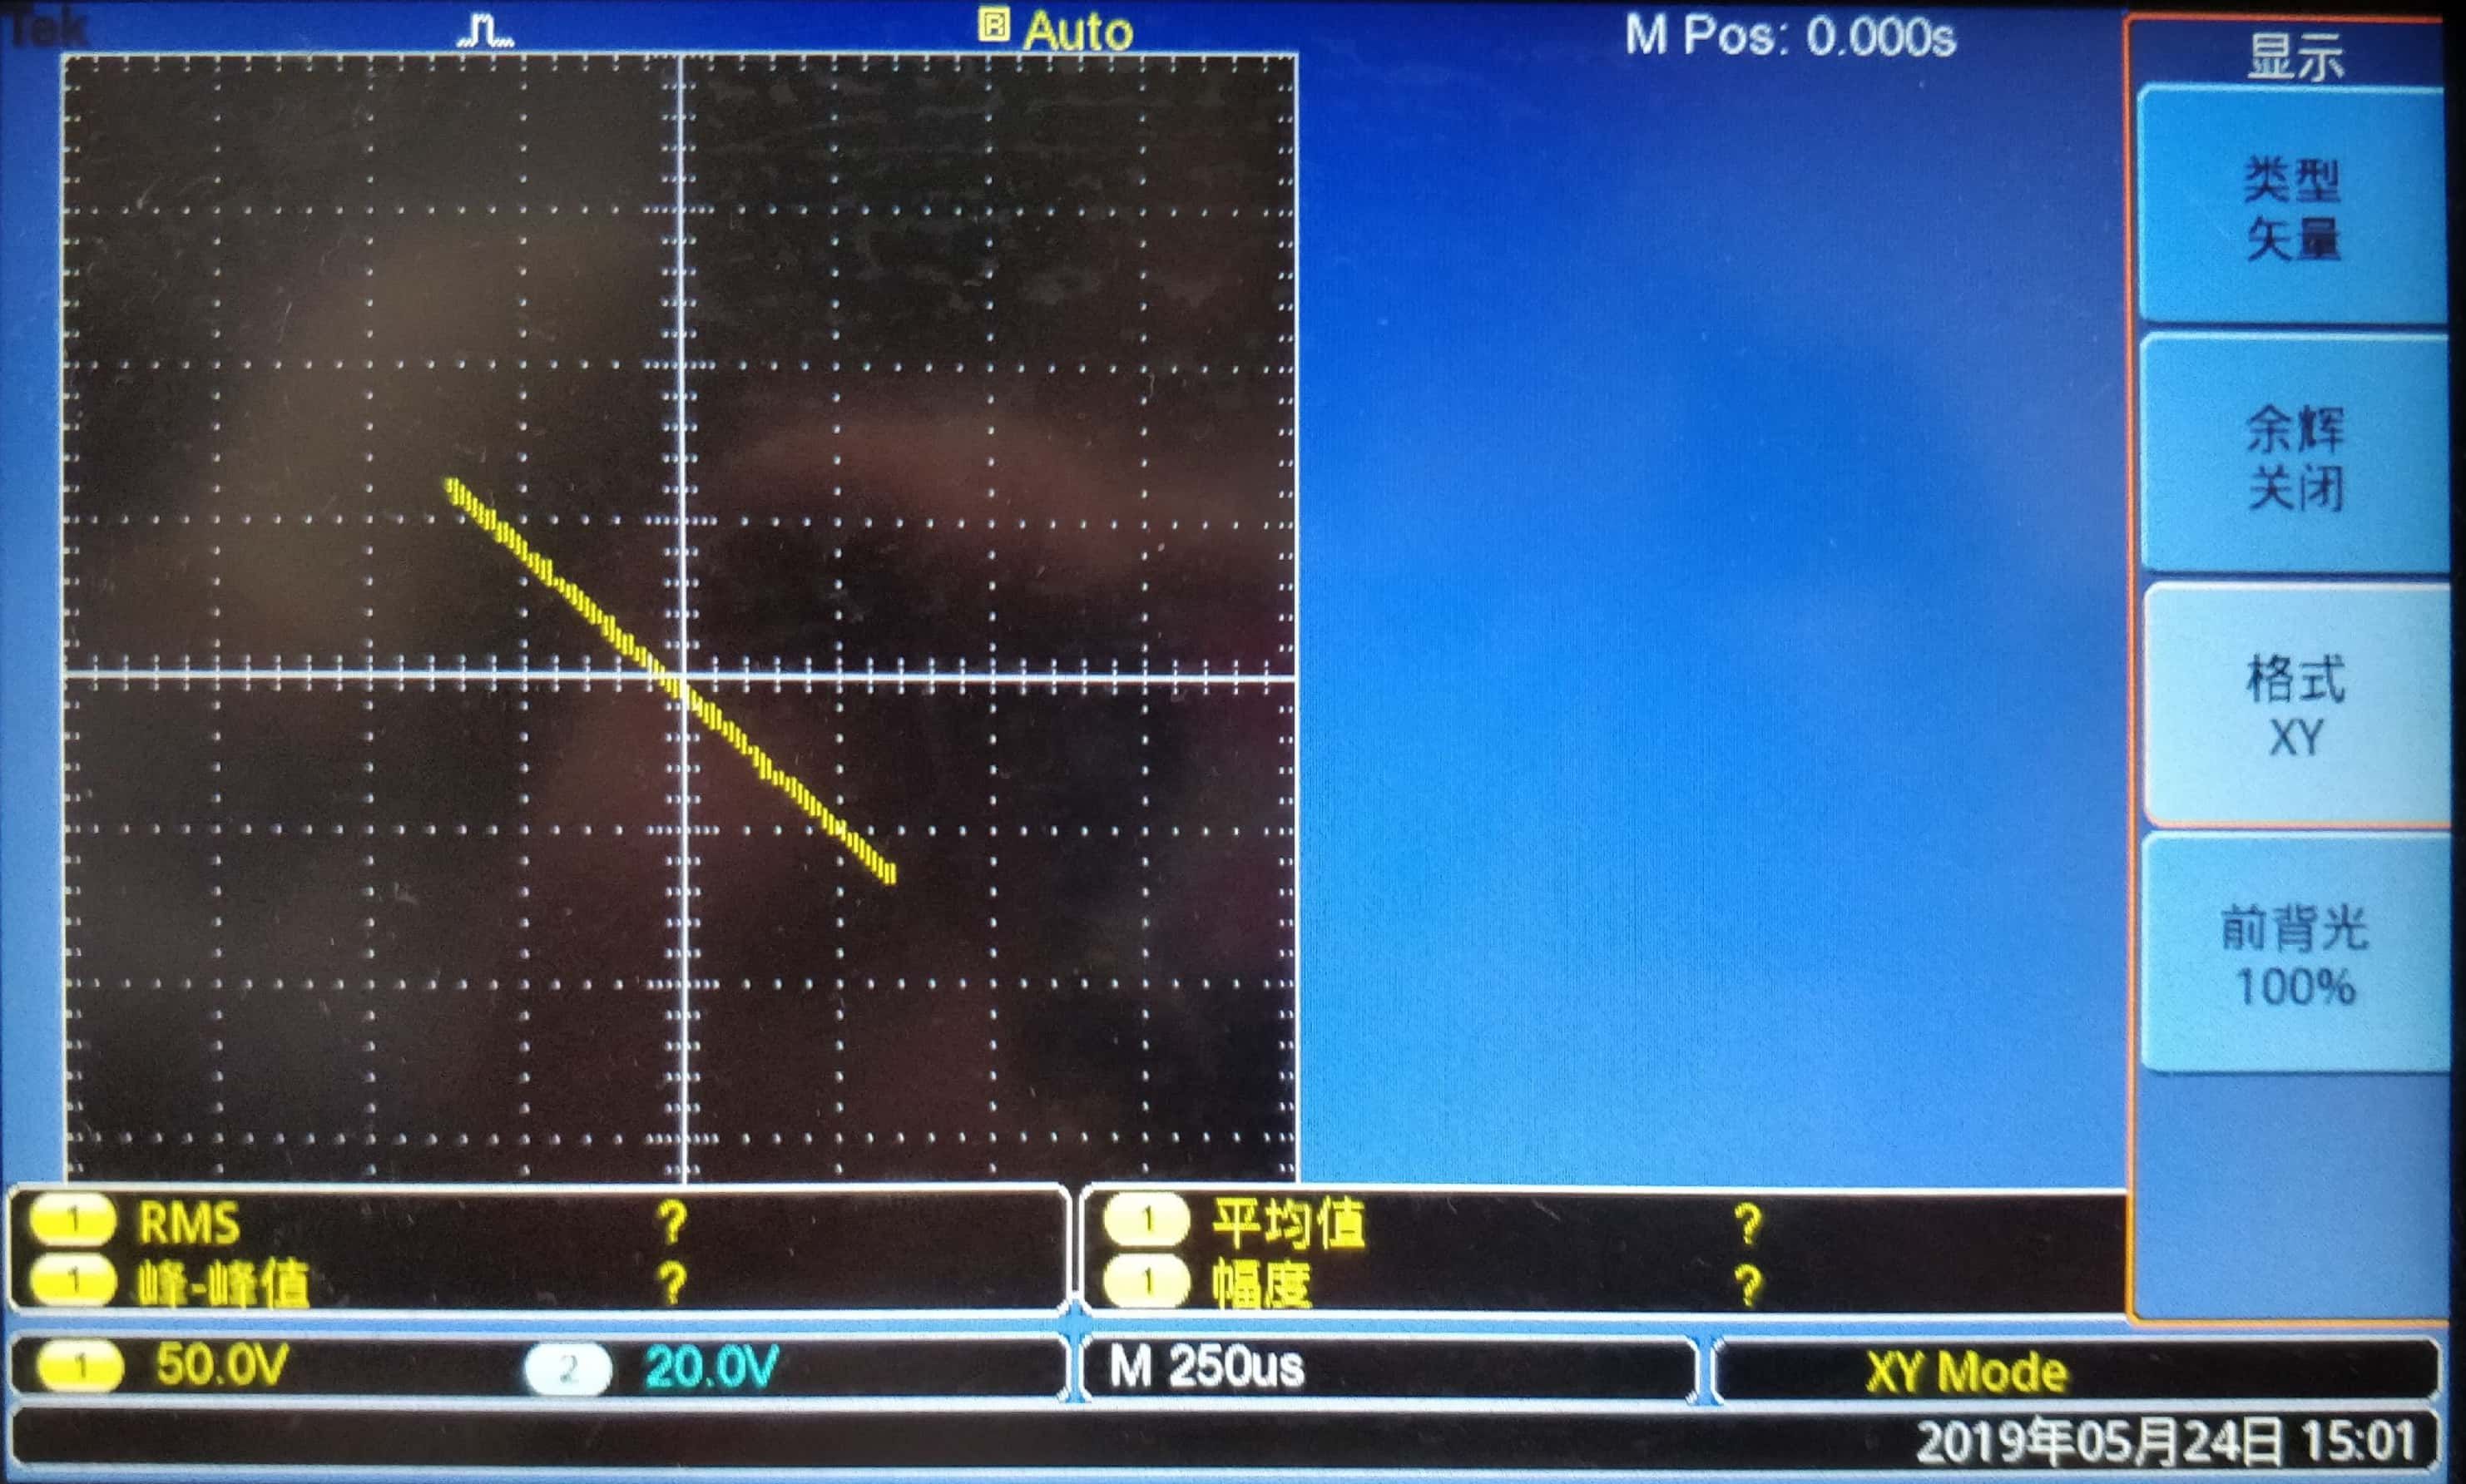 Tek
B Auto
M Pos: 0.000s
显示
类型
矢量
余辉
关闭
格式
XY
前背光
100%
1 RMS ?
1 平均值 ?
1 峰-峰值 ?
1 幅度 ?
1 50.0V
2 20.0V
M 250us
XY Mode
2019年05月24日 15:01